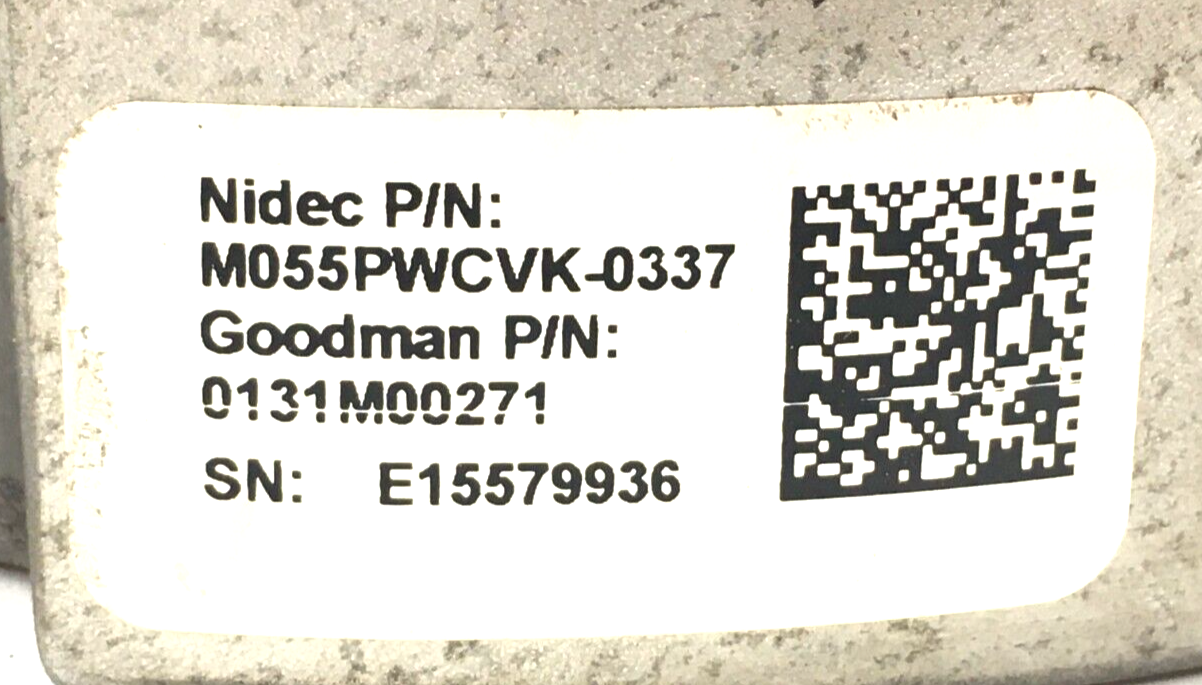 Nidec P/N:
M055PWCVK-0337
Goodman P/N:
0131M00271
SN: E15579936